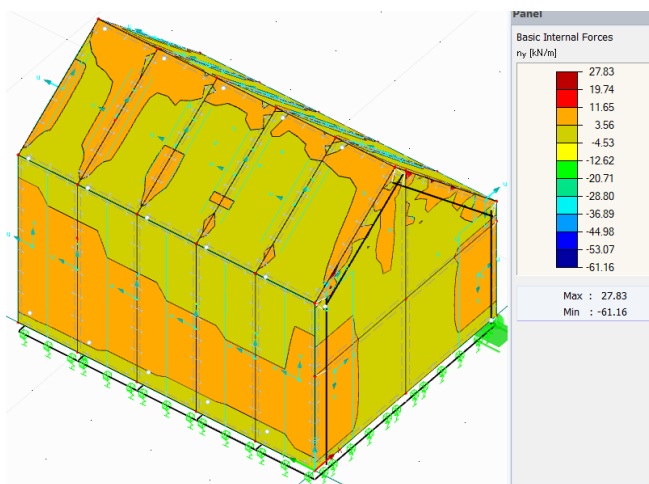 Panel
Basic Internal Forces
ny [kN/m]
27.83
19.74
11.65
3.56
-4.53
-12.62
-20.71
-28.80
-36.89
-44.98
-53.07
-61.16
Max : 27.83
Min : -61.16